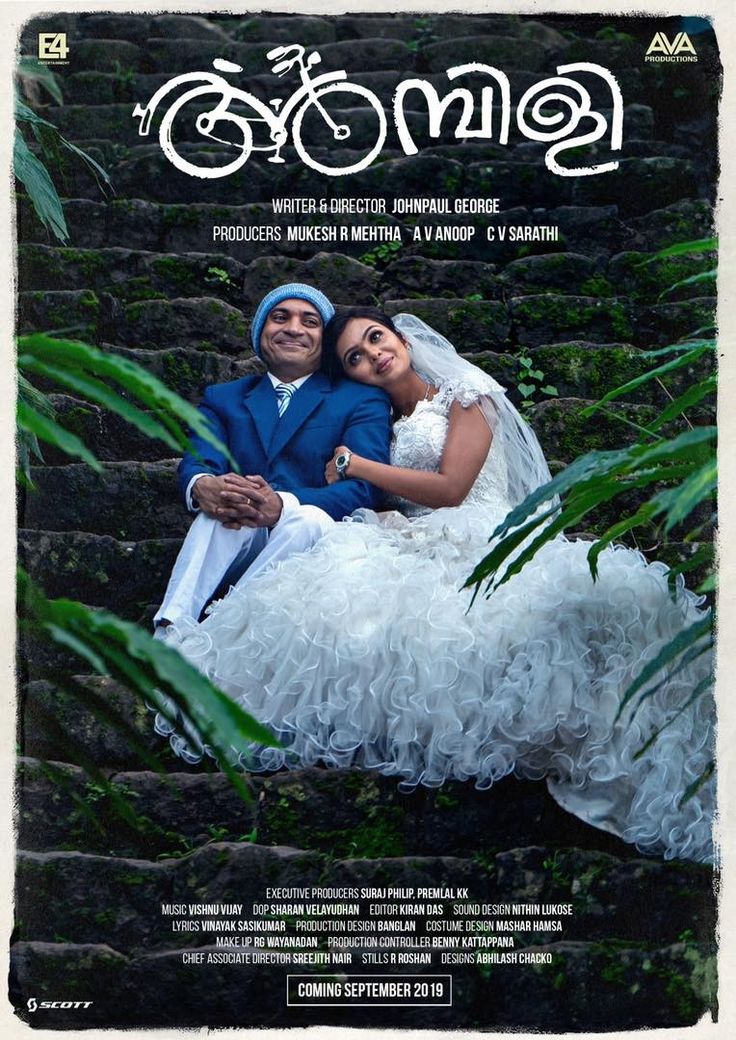 E4
ENTERTAINMENT
AVA
PRODUCTIONS
അമ്പിളി
WRITER & DIRECTOR JOHNPAUL GEORGE
PRODUCERS MUKESH R MEHTHA A V ANOOP C V SARATHI
EXECUTIVE PRODUCERS SURAJ PHILIP, PREMLAL KK
MUSIC VISHNU VIJAY DOP SHARAN VELAYUDHAN EDITOR KIRAN DAS SOUND DESIGN NITHIN LUKOSE
LYRICS VINAYAK SASIKUMAR PRODUCTION DESIGN BANGLAN COSTUME DESIGN MASHAR HAMSA
MAKE UP RG WAYANADAN PRODUCTION CONTROLLER BENNY KATTAPPANA
CHIEF ASSOCIATE DIRECTOR SREEJITH NAIR STILLS R ROSHAN DESIGNS ABHILASH CHACKO
COMING SEPTEMBER 2019
SCOTT